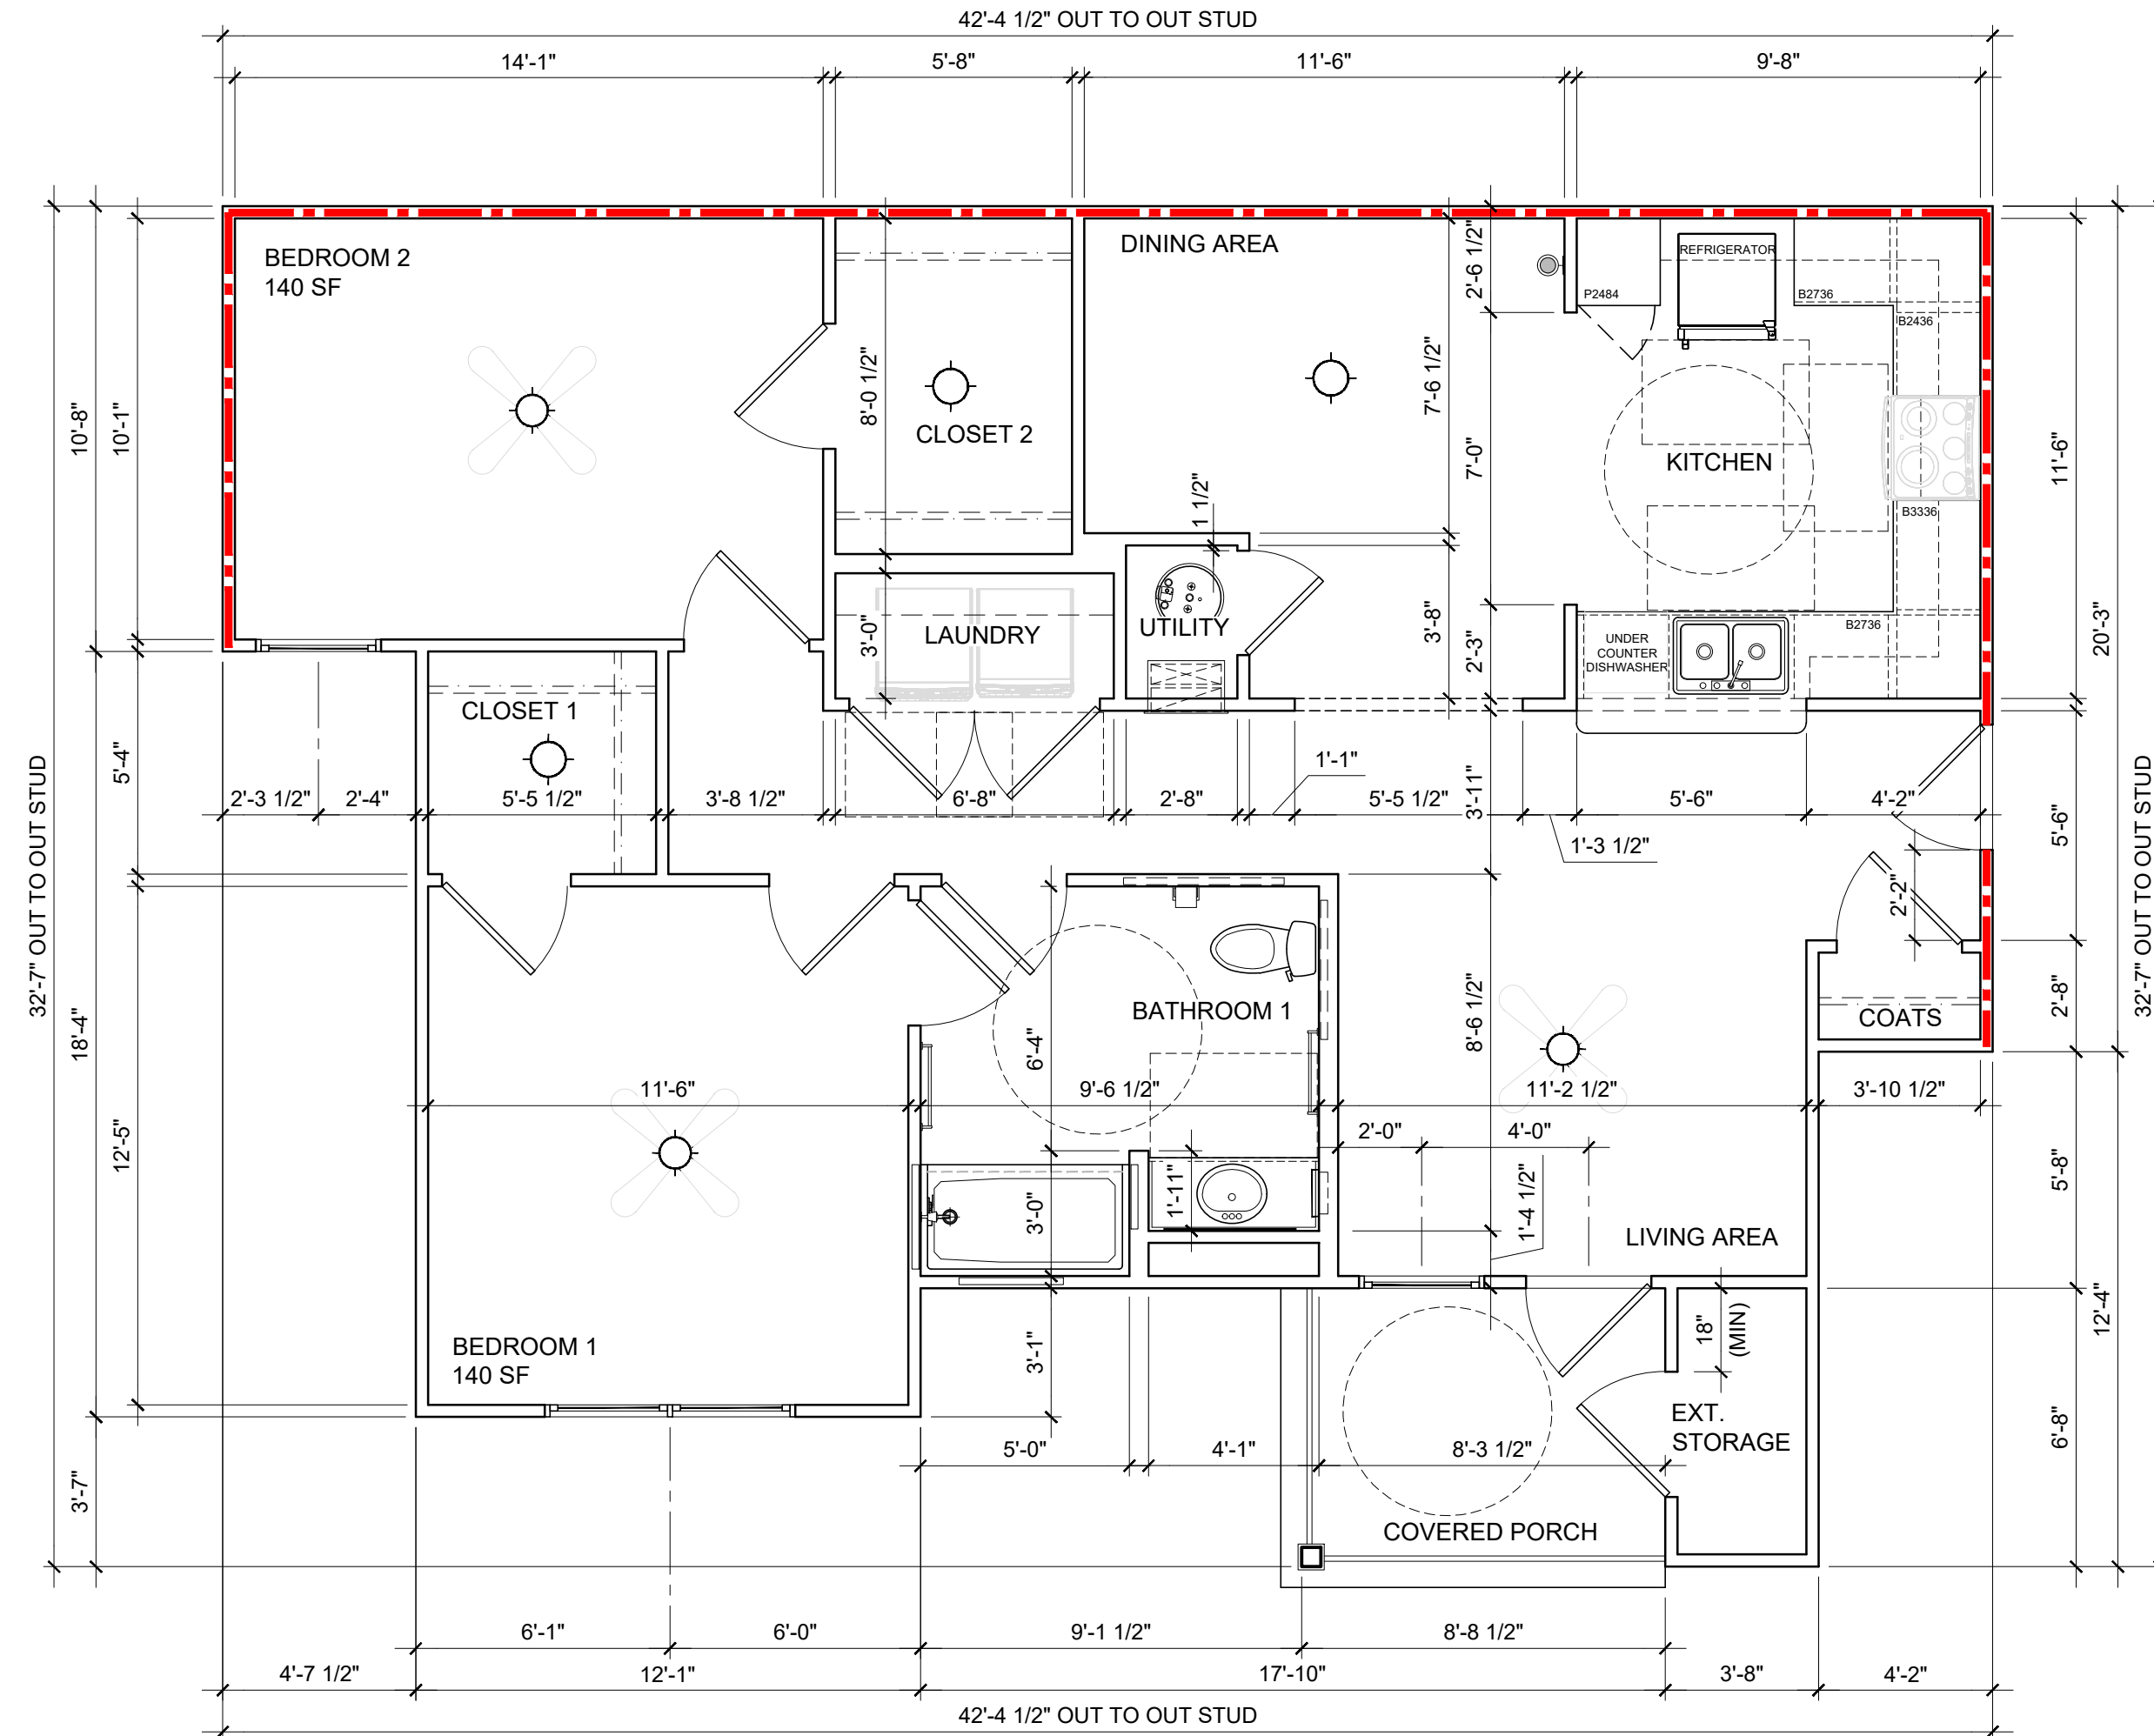 42'-4 1/2" OUT TO OUT STUD
14'-1"
5'-8"
11'-6"
9'-8"
BEDROOM 2
140 SF
DINING AREA
2'-6 1/2"
REFRIGERATOR
P2484
B2736
B2436
10'-8"
10'-1"
8'-0 1/2"
CLOSET 2
7'-6 1/2"
7'-0"
KITCHEN
11'-6"
1 1/2"
B3336
LAUNDRY
3'-0"
UTILITY
3'-8"
2'-3"
UNDER
COUNTER
DISHWASHER
B2736
20'-3"
CLOSET 1
5'-4"
32'-7" OUT TO OUT STUD
1'-1"
3'-11"
32'-7" OUT TO OUT STUD
2'-3 1/2"
2'-4"
5'-5 1/2"
3'-8 1/2"
6'-8"
2'-8"
5'-5 1/2"
5'-6"
4'-2"
5'-6"
1'-3 1/2"
2'-2"
18'-4"
BATHROOM 1
8'-6 1/2"
2'-8"
COATS
6'-4"
11'-6"
9'-6 1/2"
11'-2 1/2"
3'-10 1/2"
12'-5"
2'-0"
4'-0"
5'-8"
1'-11"
3'-0"
1'-4 1/2"
LIVING AREA
12'-4"
BEDROOM 1
140 SF
3'-1"
18"
(MIN)
EXT.
STORAGE
6'-8"
5'-0"
4'-1"
8'-3 1/2"
3'-7"
COVERED PORCH
6'-1"
6'-0"
9'-1 1/2"
8'-8 1/2"
4'-7 1/2"
12'-1"
17'-10"
3'-8"
4'-2"
42'-4 1/2" OUT TO OUT STUD